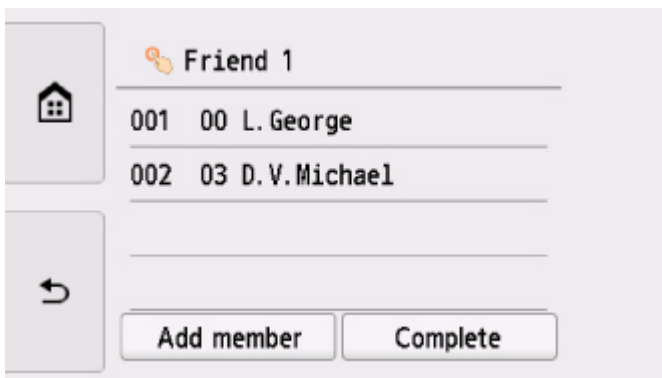 Friend 1
001 00 L.George
002 03 D.V.Michael
Add member Complete